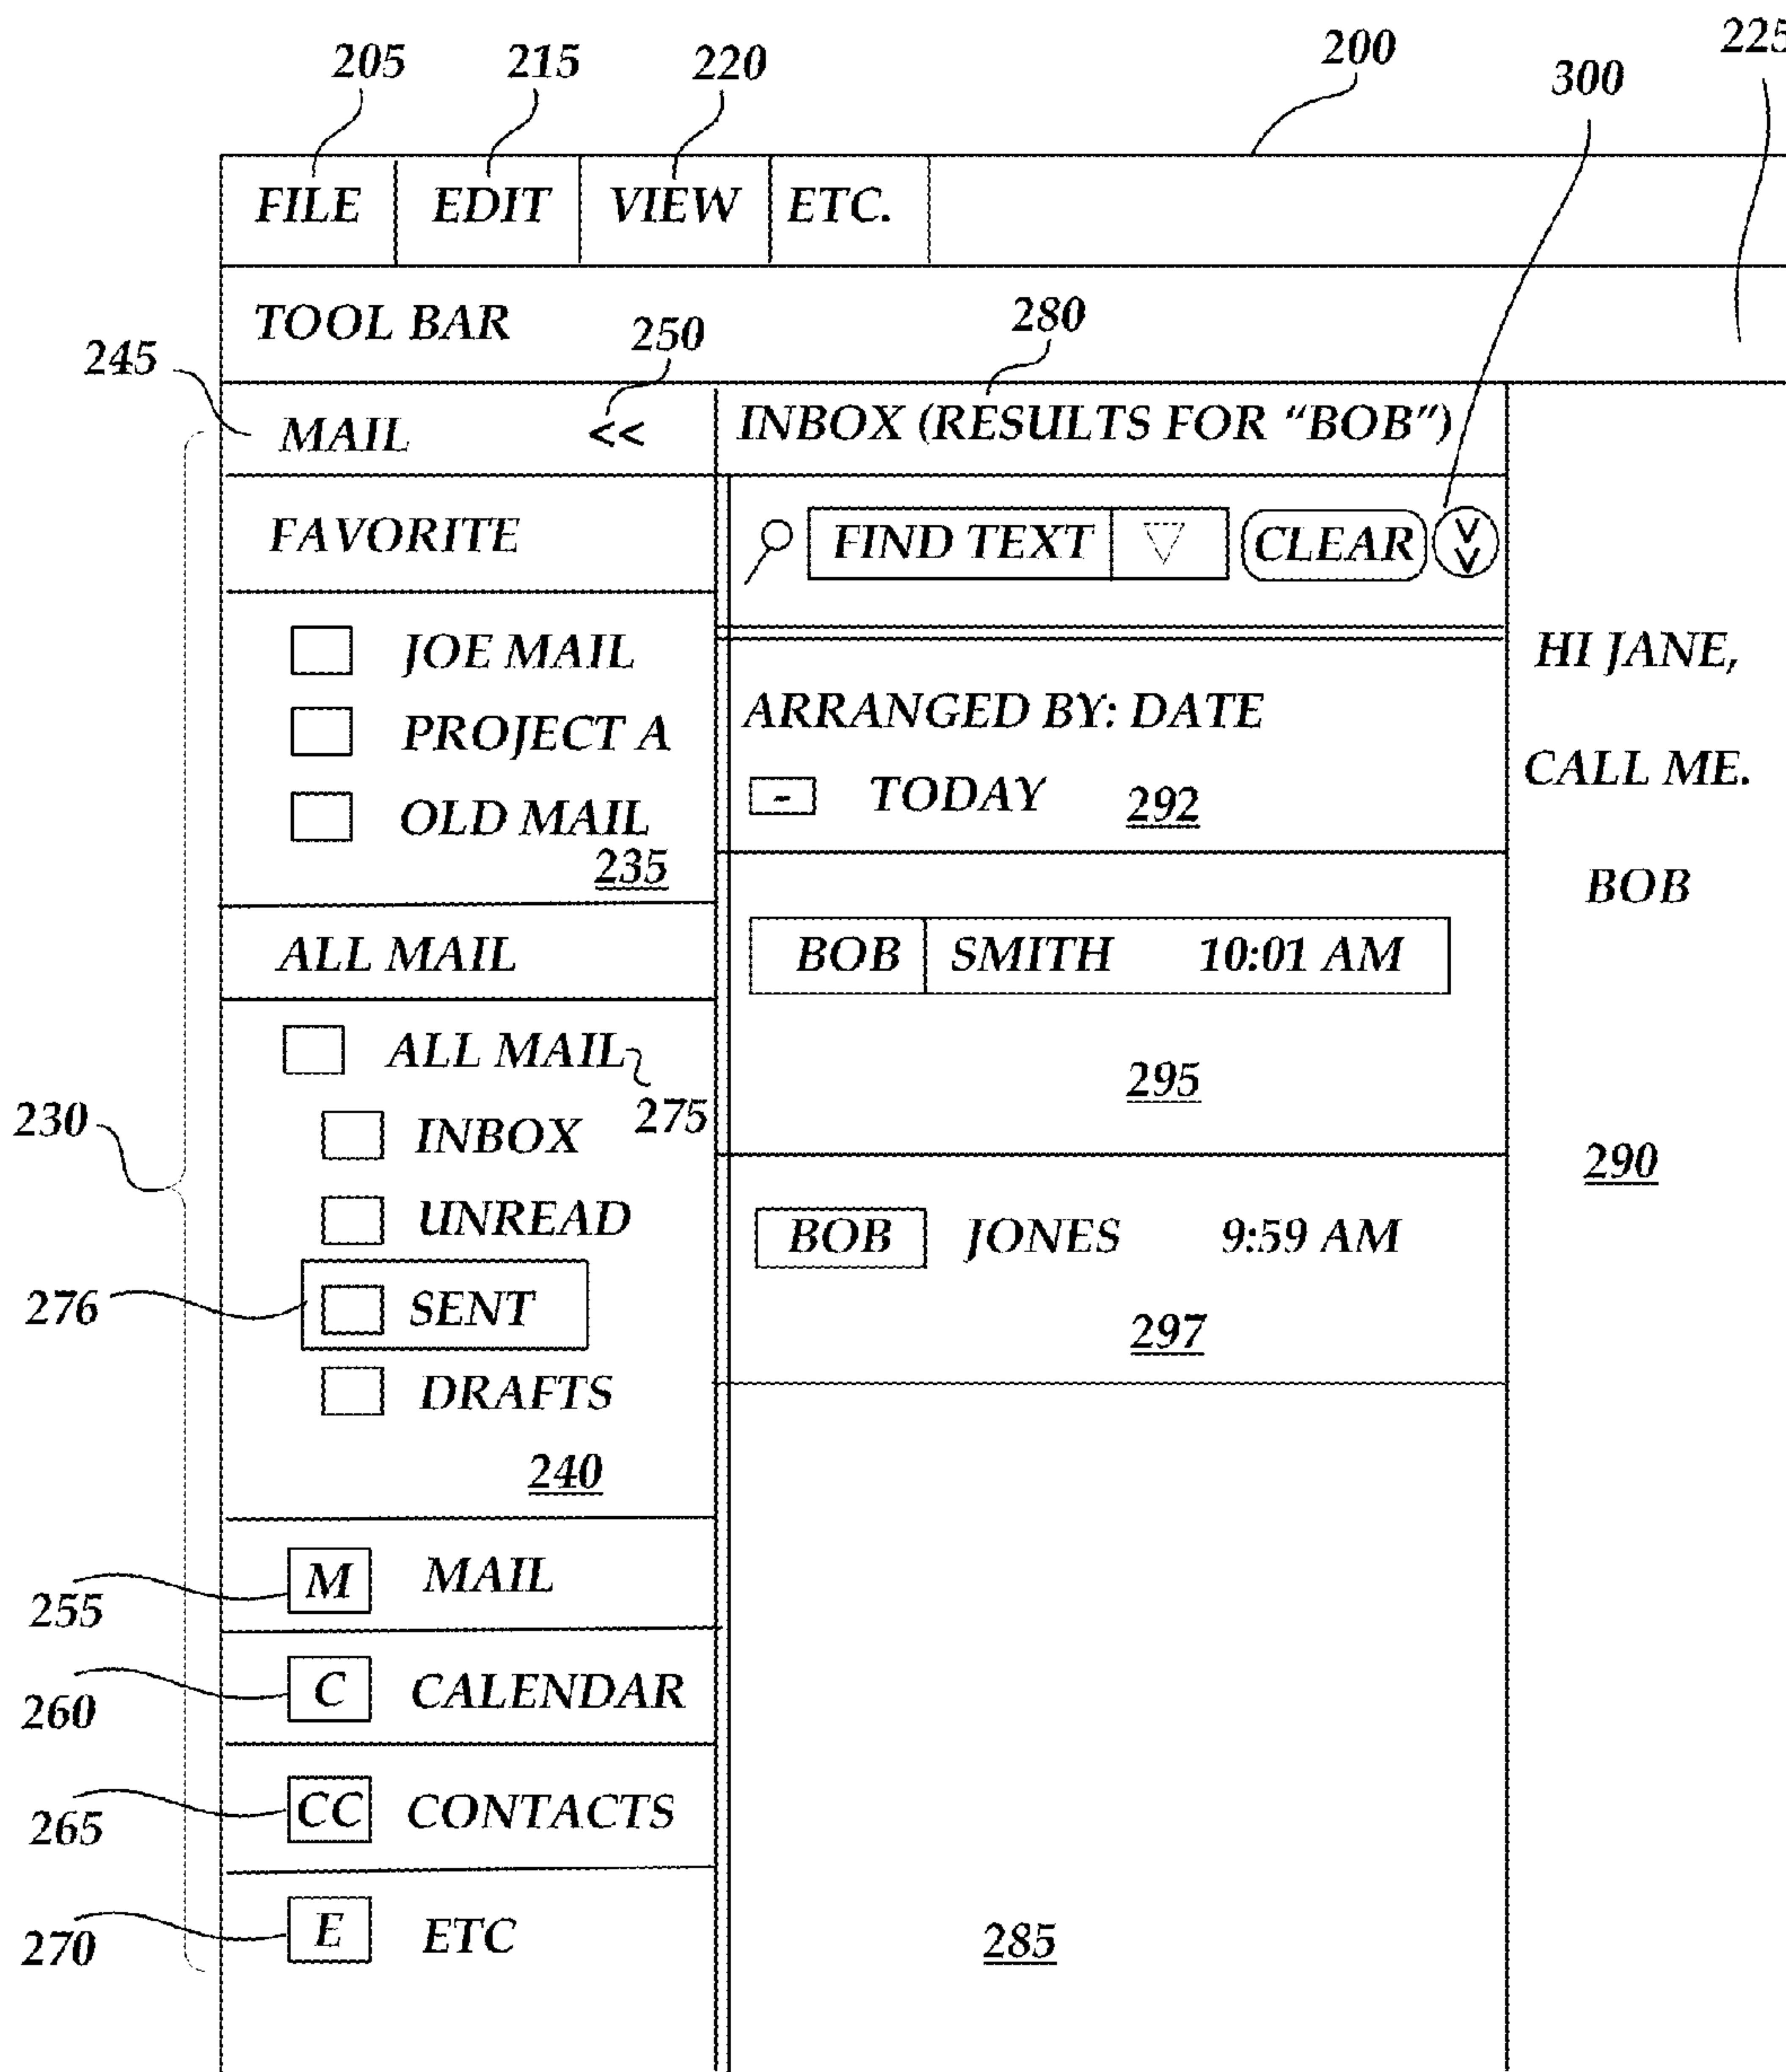 205 215 220 200 300 225
FILE EDIT VIEW ETC.
TOOL BAR
245 250 280
MAIL << INBOX (RESULTS FOR "BOB")
FAVORITE
FIND TEXT CLEAR
JOE MAIL
PROJECT A
OLD MAIL
235
ALL MAIL
ALL MAIL
275
INBOX
230
UNREAD
276
SENT
DRAFTS
240
M MAIL
255
C CALENDAR
260
CC CONTACTS
265
E ETC
270
ARRANGED BY: DATE
- TODAY 292
BOB SMITH 10:01 AM
295
BOB JONES 9:59 AM
297
285
HI JANE,
CALL ME.
BOB
290